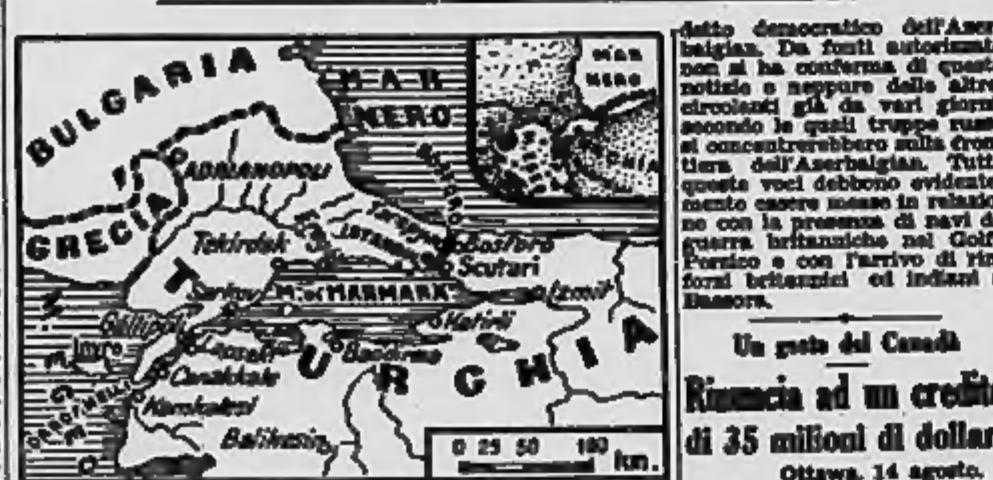 BULGARIA
MAR
NERO
MAR
NERO
ADRIANOPOLI
GRECIA
Tekirdak
ISTANBUL
Bosforo
Scutari
M. di MARMARA
Izmit
Gallipoli
Imbro
Lapseki
Bandirma
Canakkale
TURCHIA
Kumkalesi
DARDANELLI
Balikesir
0 25 50 100 km.
detto democratico dell'Azer
baigian. Da fonti autorizzate
non si ha conferma di queste
notizie e neppure delle altre
circolanti già da vari giorni
secondo le quali truppe russe
si concentrerebbero sulla fron
tiera dell'Azerbaigian. Tutte
queste voci debbono evidente
mente essere messe in relazio
ne con la presenza di navi da
guerra britanniche nel Golfo
Persico e con l'arrivo di rin
forzi britannici ed indiani a
Bassora.
Un gesto del Canadà
Rinuncia ad un credito
di 35 milioni di dollari
Ottawa, 14 agosto.